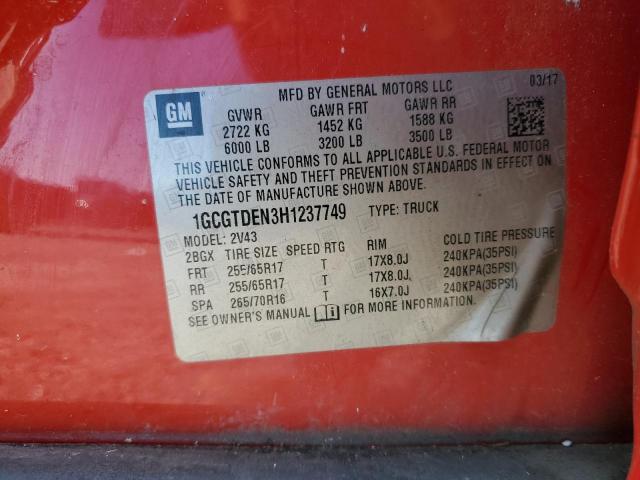 GM
MFD BY GENERAL MOTORS LLC 03/17
GVWR GAWR FRT GAWR RR
2722 KG 1452 KG 1588 KG
6000 LB 3200 LB 3500 LB
THIS VEHICLE CONFORMS TO ALL APPLICABLE U.S. FEDERAL MOTOR
VEHICLE SAFETY AND THEFT PREVENTION STANDARDS IN EFFECT ON
THE DATE OF MANUFACTURE SHOWN ABOVE.
1GCGTDEN3H1237749 TYPE: TRUCK
MODEL: 2V43
2BGX TIRE SIZE SPEED RTG RIM COLD TIRE PRESSURE
FRT 255/65R17 T 17X8.0J 240KPA(35PSI)
RR 255/65R17 T 17X8.0J 240KPA(35PSI)
SPA 265/70R16 T 16X7.0J 240KPA(35PSI)
SEE OWNER'S MANUAL FOR MORE INFORMATION.